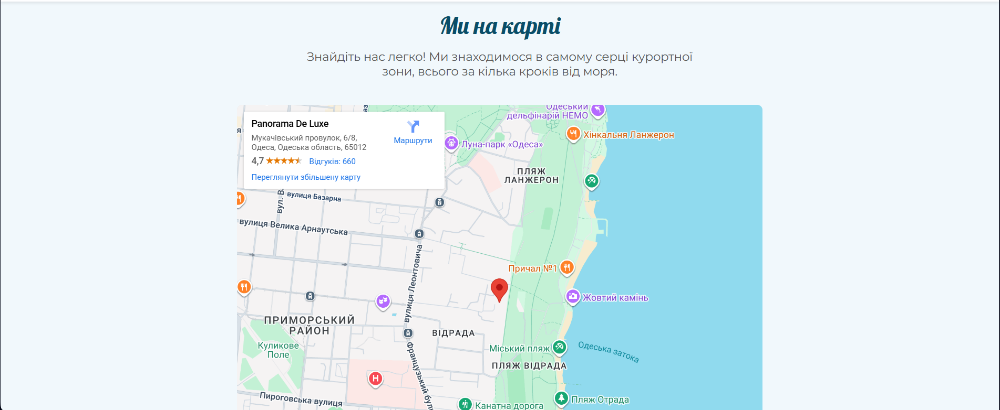 Ми на карті
Знайдіть нас легко! Ми знаходимося в самому серці курортної
зони, всього за кілька кроків від моря.
Panorama De Luxe
Мукачівський провулок, 6/8,
Одеса, Одеська область, 65012
4,7
Відгуків: 660
Переглянути збільшену карту
Маршрути
Одеський
дельфінарій НЕМО
Хінкальня Ланжерон
Луна-парк «Одеса»
ПЛЯЖ
ЛАНЖЕРОН
вулиця Базарна
вулиця Велика Арнаутська
вулиця Леонтовича
Причал №1
Жовтий камінь
ПРИМОРСЬКИЙ
РАЙОН
ВІДРАДА
Куликове
Поле
Міський пляж
Одеська затока
ПЛЯЖ ВІДРАДА
H
Французький
Пироговська вулиця
Канатна дорога
Пляж Отрада